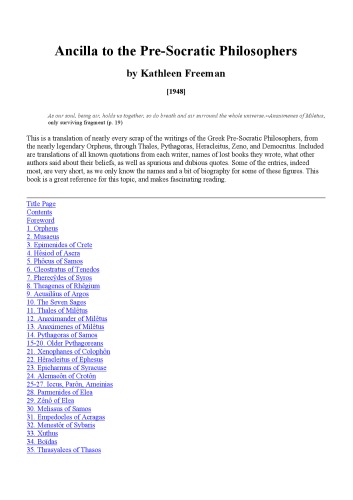 Ancilla to the Pre-Socratic Philosophers
by Kathleen Freeman
[1948]
As our soul, being air, holds us together, so do breath and air surround the whole universe.--Anaximenes of Miletus,
only surviving fragment (p. 19)
This is a translation of nearly every scrap of the writings of the Greek Pre-Socratic Philosophers, from
the nearly legendary Orpheus, through Thales, Pythagoras, Heracleitus, Zeno, and Democritus. Included
are translations of all known quotations from each writer, names of lost books they wrote, what other
authors said about their beliefs, as well as spurious and dubious quotes. Some of the entries, indeed
most, are very short, as we only know the names and a bit of biography for some of these figures. This
book is a great reference for this topic, and makes fascinating reading.
Title Page
Contents
Foreword
1. Orpheus
2. Musaeus
3. Epimenides of Crete
4. Hêsiod of Ascra
5. Phôcus of Samos
6. Cleostratus of Tenedos
7. Pherecŷdes of Syros
8. Theagenes of Rhêgium
9. Acusilâus of Argos
10. The Seven Sages
11. Thales of Milêtus
12. Anaximander of Milêtus
13. Anaximenes of Milêtus
14. Pythagoras of Samos
15-20. Older Pythagoreans
21. Xenophanes of Colophôn
22. Hêracleitus of Ephesus
23. Epicharmus of Syracuse
24. Alcmaeôn of Crotôn
25-27. Iccus, Parôn, Ameinias
28. Parmenides of Elea
29. Zênô of Elea
30. Melissus of Samos
31. Empedocles of Acragas
32. Menestôr of Sybaris
33. Xuthus
34. Boïdas
35. Thrasyalces of Thasos